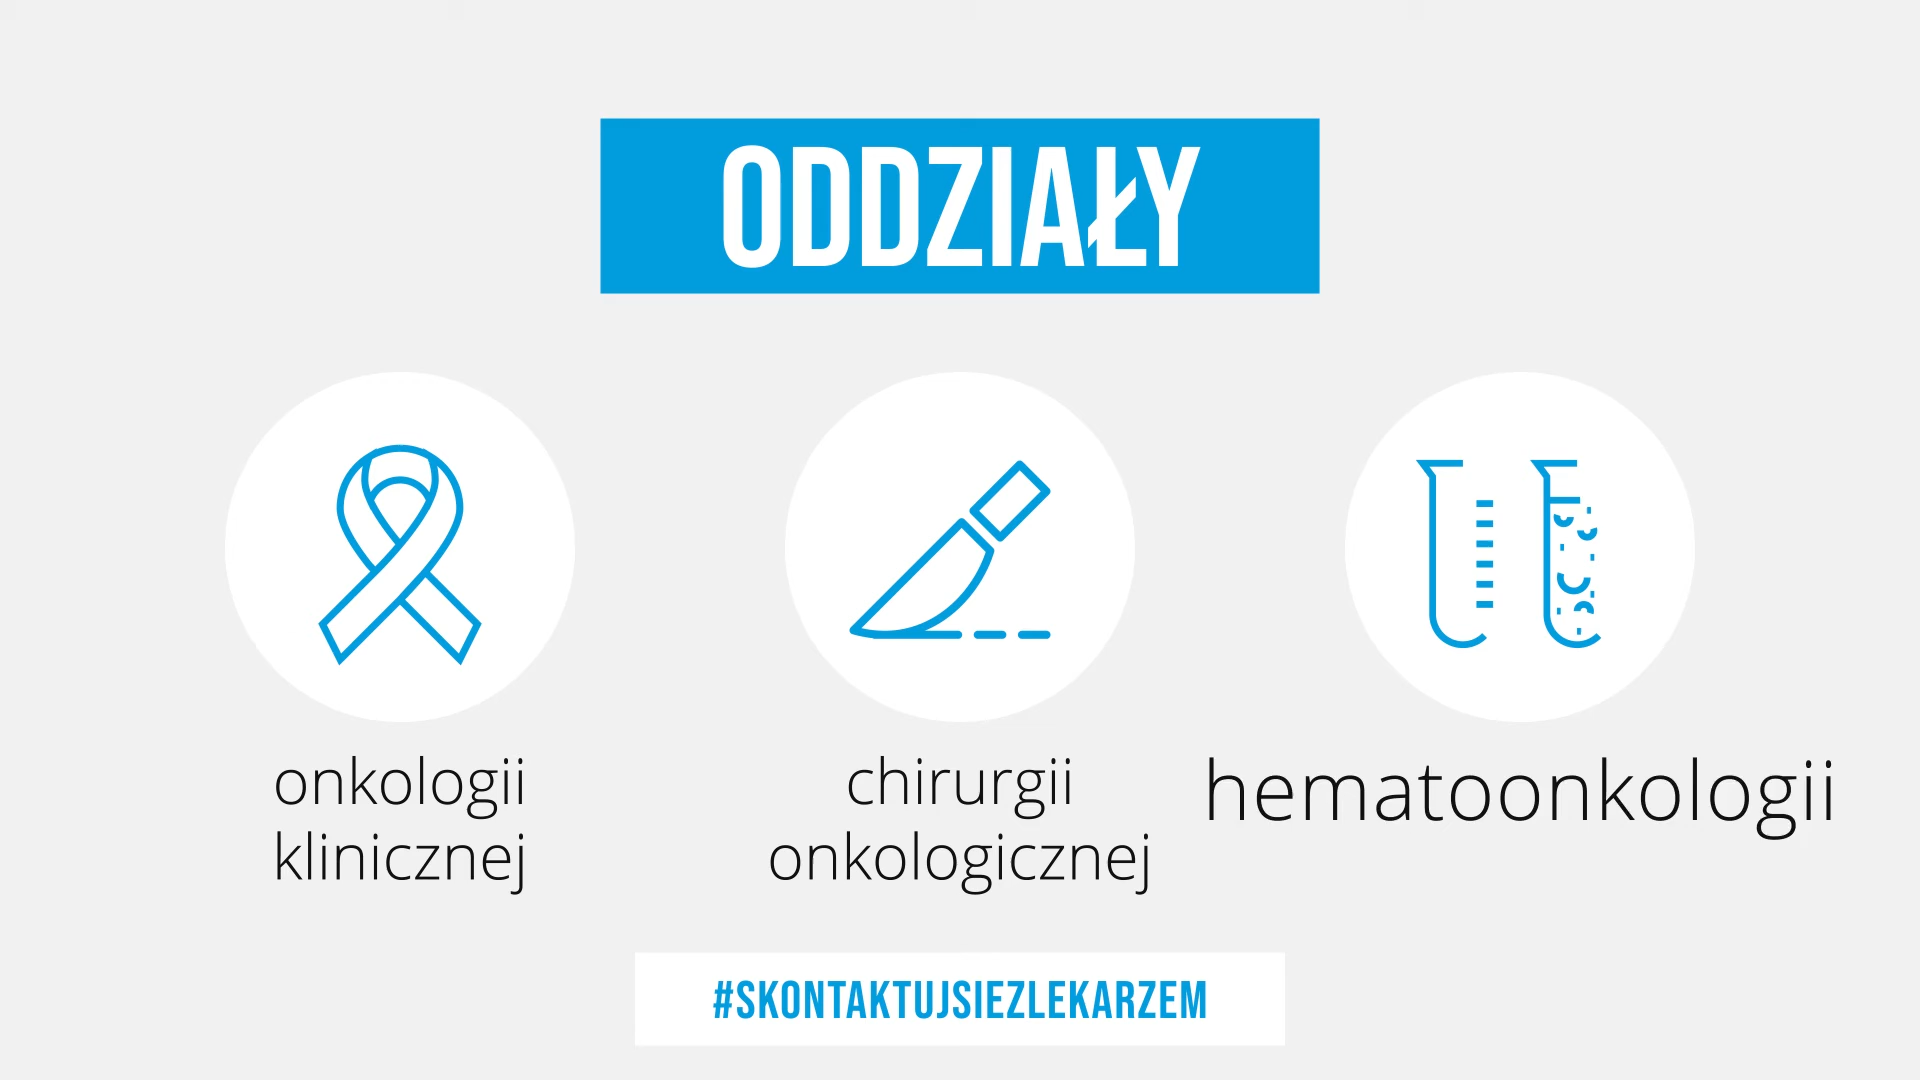 ODDZIAŁY
onkologii
klinicznej
chirurgii
onkologicznej
hematoonkologii
#SKONTAKTUJSIEZLEKARZEM